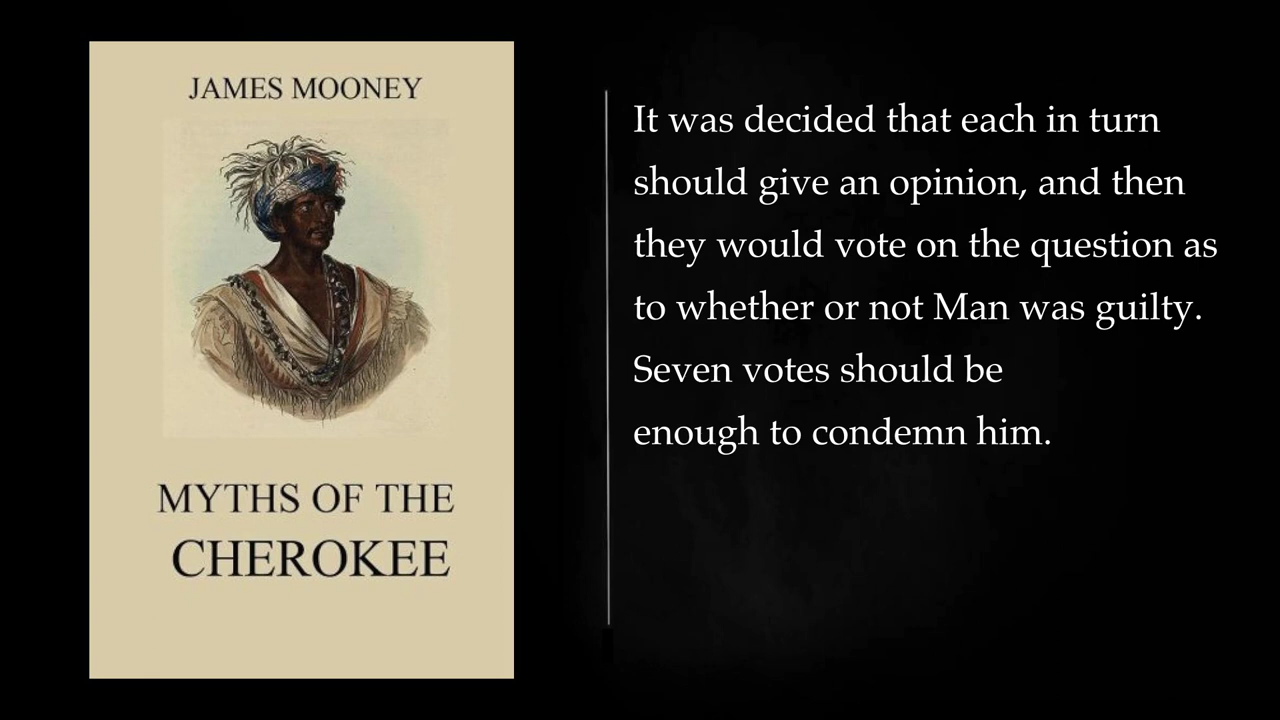 JAMES MOONEY
MYTHS OF THE
CHEROKEE
It was decided that each in turn
should give an opinion, and then
they would vote on the question as
to whether or not Man was guilty.
Seven votes should be
enough to condemn him.